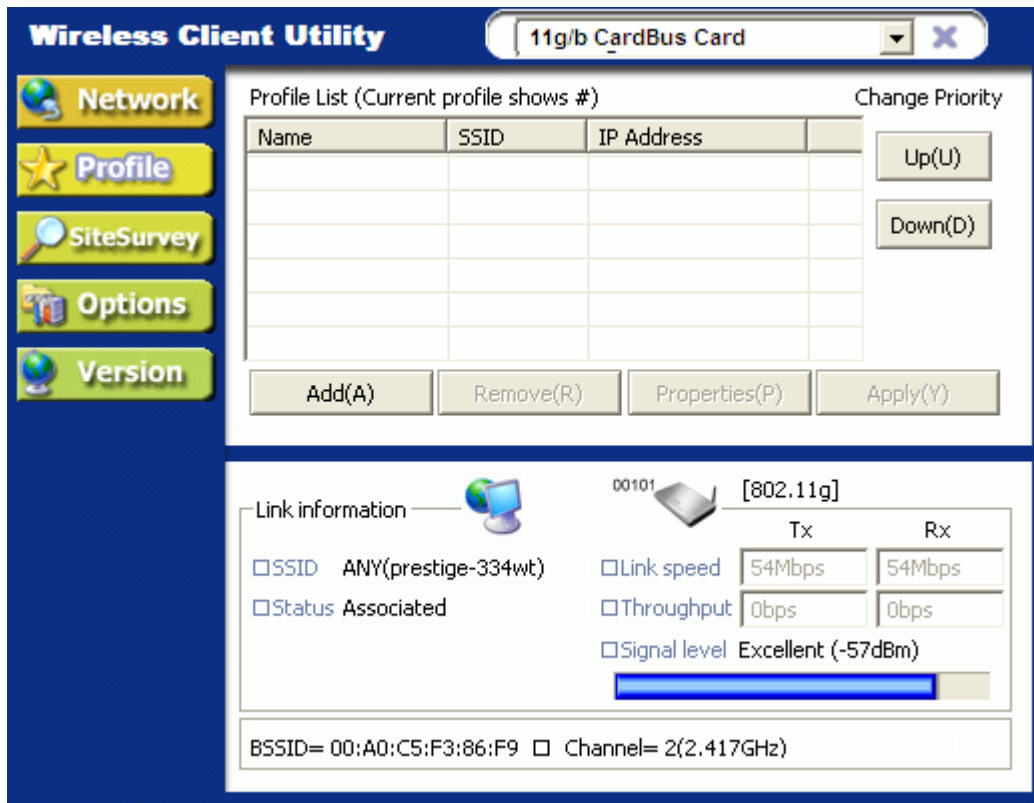 Wireless Client Utility
11g/b CardBus Card
Network
Profile
SiteSurvey
Options
Version
Profile List (Current profile shows #)
Change Priority
Name SSID IP Address
Up(U)
Down(D)
Add(A) Remove(R) Properties(P) Apply(Y)
Link information
00101
[802.11g]
Tx Rx
SSID ANY(prestige-334wt)
Link speed 54Mbps 54Mbps
Status Associated
Throughput 0bps 0bps
Signal level Excellent (-57dBm)
BSSID= 00:A0:C5:F3:86:F9 □ Channel= 2(2.417GHz)